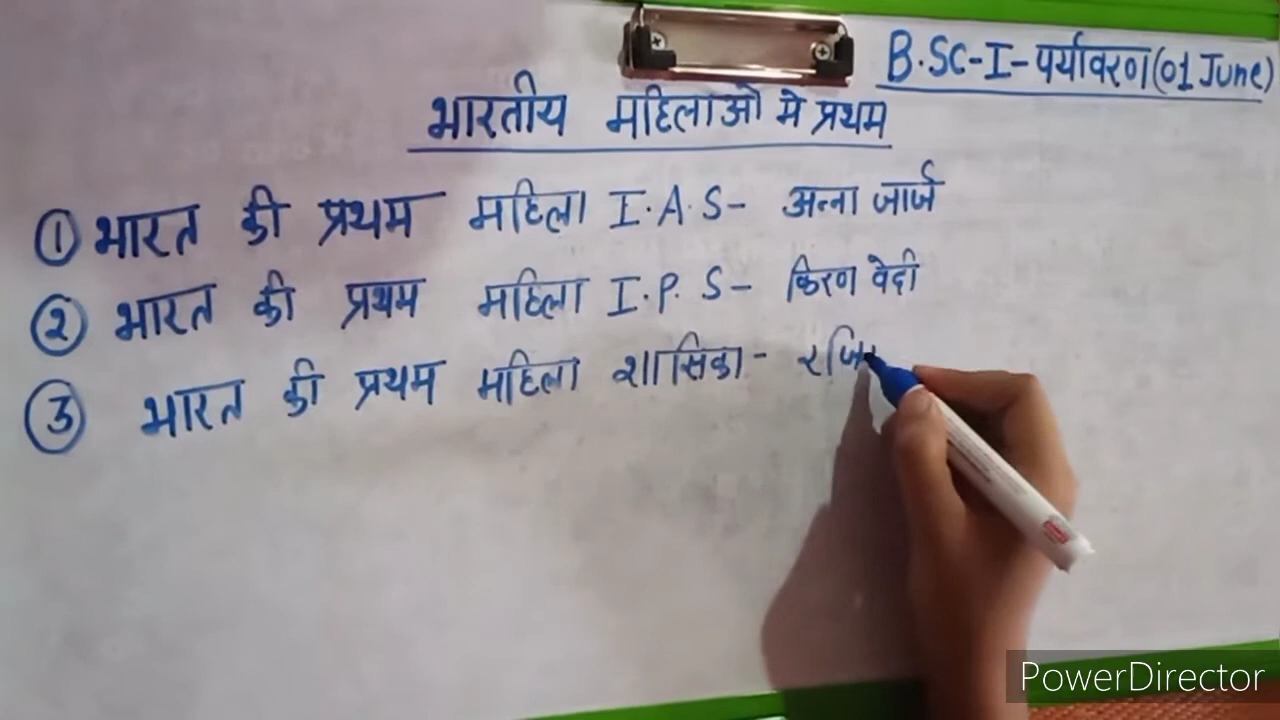 B.SC-I-पर्यावरण(01 June)
भारतीय महिलाओ मे प्रथम
① भारत की प्रथम महिला I.A.S- अन्ना जार्ज
② भारत की प्रथम महिला I.P.S- किरण वेदी
③ भारत की प्रथम महिला शासिका- रजि
PowerDirector